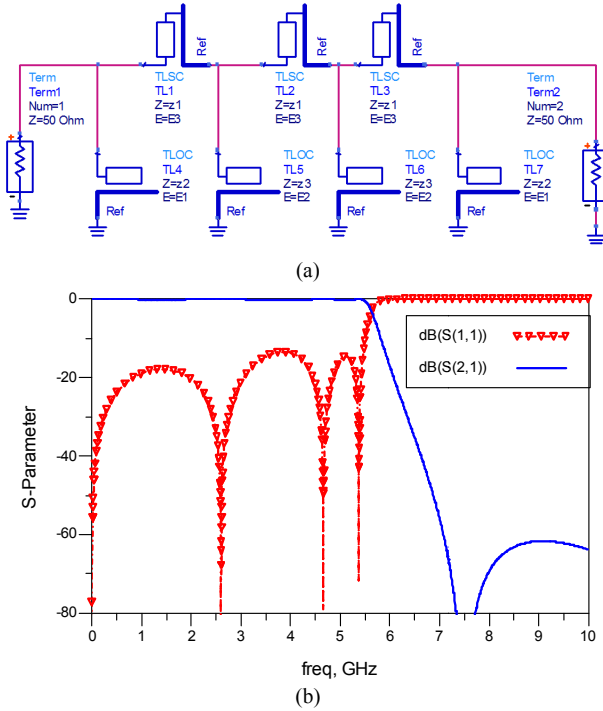 Ref
Ref
Ref
Term
Term1
Num=1
Z=50 Ohm
TLSC
TL1
Z=z1
E=E3
TLSC
TL2
Z=z1
E=E3
TLSC
TL3
Z=z1
E=E3
Term
Term2
Num=2
Z=50 Ohm
TLOC
TL4
Z=z2
E=E1
Ref
TLOC
TL5
Z=z3
E=E2
Ref
TLOC
TL6
Z=z3
E=E2
Ref
TLOC
TL7
Z=z2
E=E1
Ref
(a)
S-Parameter
0
-20
-40
-60
-80
dB(S(1,1))
dB(S(2,1))
0 1 2 3 4 5 6 7 8 9 10
freq, GHz
(b)